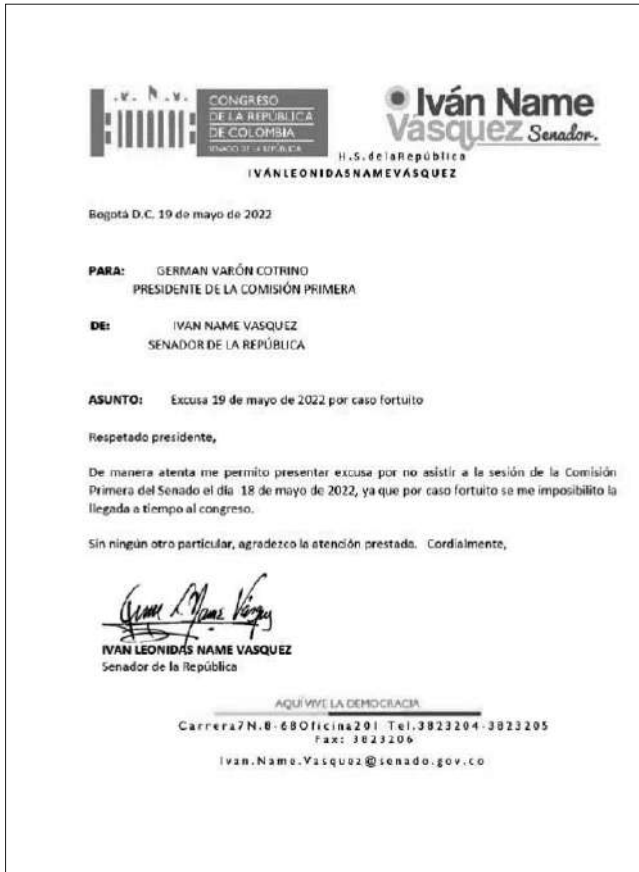 CONGRESO
DE LA REPÚBLICA
DE COLOMBIA
SENADO DE LA REPÚBLICA
Iván Name
Vásquez Senador.
H.S.delaRepública
IVÁNLEONIDASNAMEVÁSQUEZ
Bogotá D.C. 19 de mayo de 2022
PARA: GERMAN VARÓN COTRINO
PRESIDENTE DE LA COMISIÓN PRIMERA
DE: IVAN NAME VASQUEZ
SENADOR DE LA REPÚBLICA
ASUNTO: Excusa 19 de mayo de 2022 por caso fortuito
Respetado presidente,
De manera atenta me permito presentar excusa por no asistir a la sesión de la Comisión
Primera del Senado el día 18 de mayo de 2022, ya que por caso fortuito se me imposibilito la
llegada a tiempo al congreso.
Sin ningún otro particular, agradezco la atención prestada. Cordialmente,
IVAN LEONIDAS NAME VASQUEZ
Senador de la República
AQUÍ VIVE LA DEMOCRACIA
Carrera7N.8-68Oficina201 Tel.3823204-3823205
Fax: 3823206
Ivan.Name.Vasquez@senado.gov.co